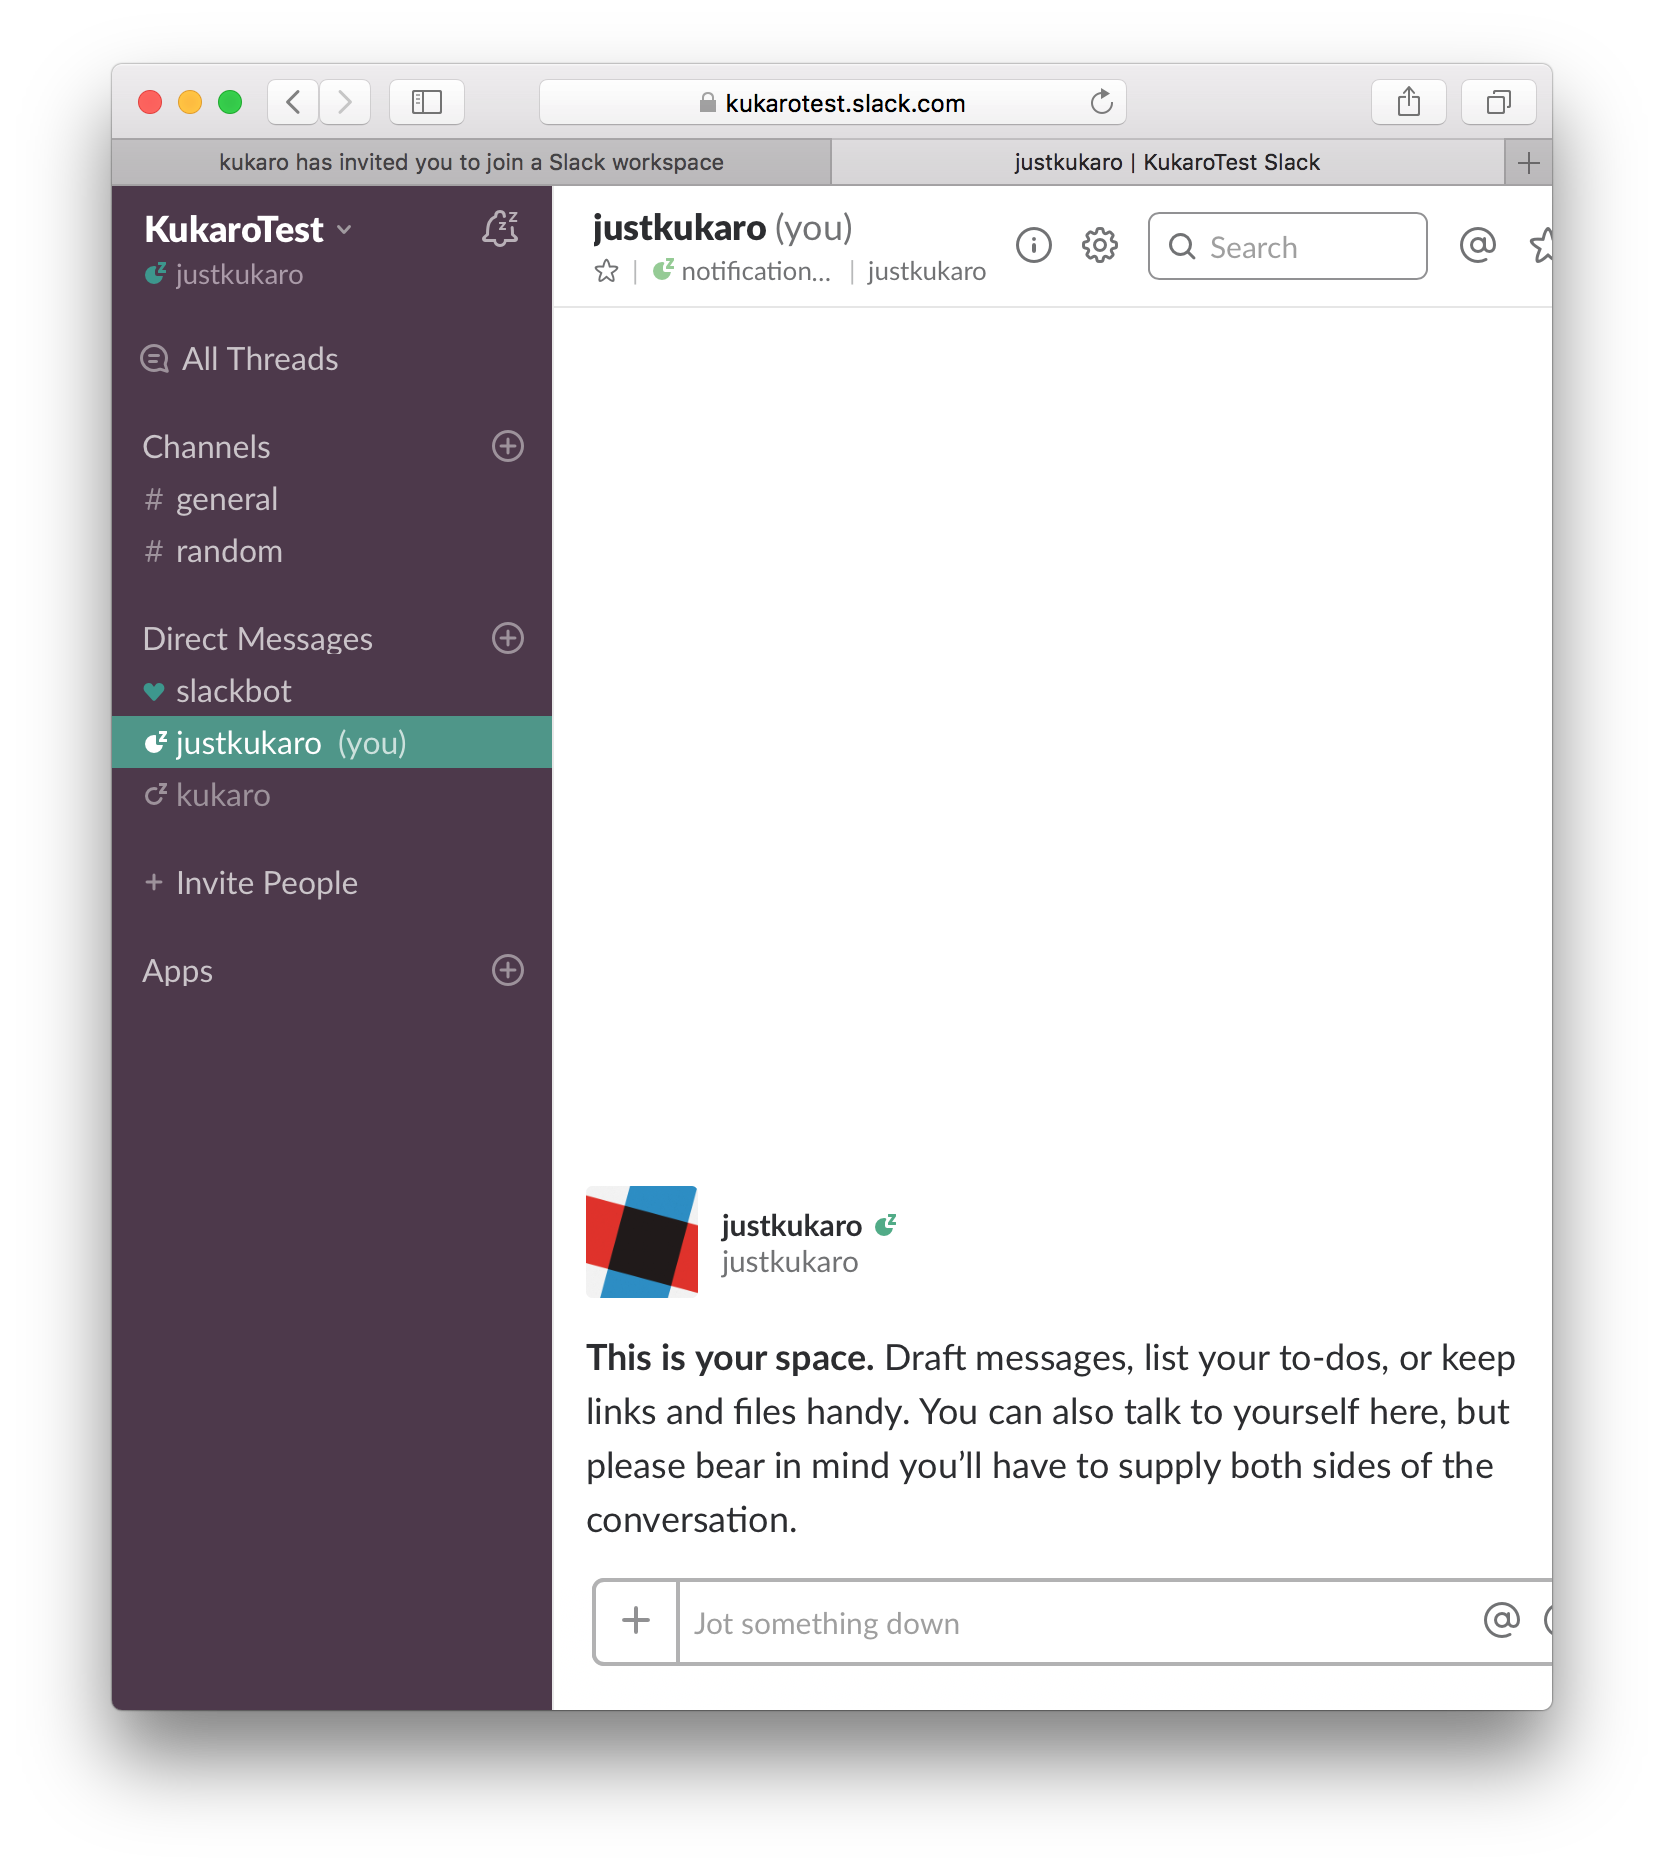 kukarotest.slack.com
kukaro has invited you to join a Slack workspace
justkukaro | KukaroTest Slack
KukaroTest
justkukaro
All Threads
Channels
# general
# random
Direct Messages
slackbot
justkukaro (you)
kukaro
+ Invite People
Apps
justkukaro (you)
notification... | justkukaro
Search
justkukaro
justkukaro
This is your space. Draft messages, list your to-dos, or keep
links and files handy. You can also talk to yourself here, but
please bear in mind you’ll have to supply both sides of the
conversation.
Jot something down